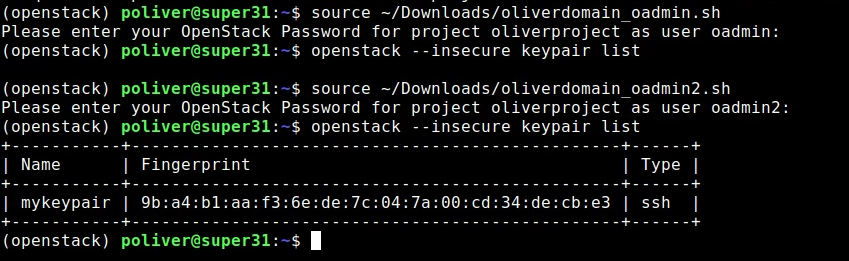 (openstack) poliver@super31:~$ source ~/Downloads/oliverdomain_oadmin.sh
Please enter your OpenStack Password for project oliverproject as user oadmin:
(openstack) poliver@super31:~$ openstack --insecure keypair list

(openstack) poliver@super31:~$ source ~/Downloads/oliverdomain_oadmin2.sh
Please enter your OpenStack Password for project oliverproject as user oadmin2:
(openstack) poliver@super31:~$ openstack --insecure keypair list
+-----------+-------------------------------------------------+------+
| Name      | Fingerprint                                     | Type |
+-----------+-------------------------------------------------+------+
| mykeypair | 9b:a4:b1:aa:f3:6e:de:7c:04:7a:00:cd:34:de:cb:e3 | ssh  |
+-----------+-------------------------------------------------+------+
(openstack) poliver@super31:~$